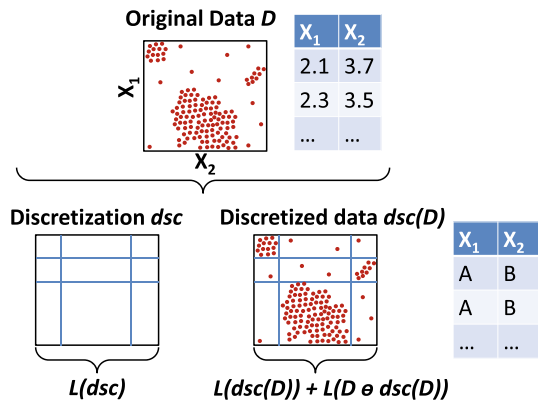 Original Data D
X₁ X₂
2.1 3.7
2.3 3.5
... ...
X₁
X₂
Discretization dsc
Discretized data dsc(D)
X₁ X₂
A B
A B
... ...
L(dsc)
L(dsc(D)) + L(D ɵ dsc(D))